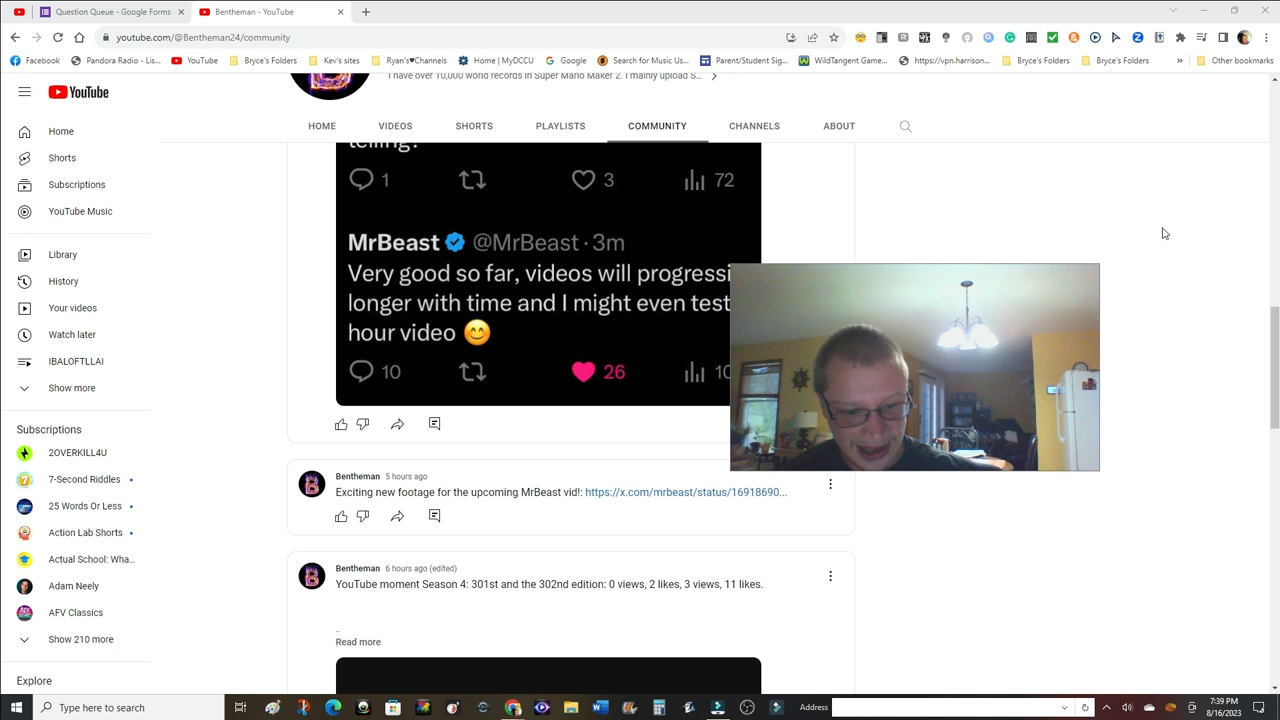 Question Queue - Google Forms
Bentheman - YouTube
youtube.com/@Bentheman24/community
Facebook
Pandora Radio - Lis...
YouTube
Bryce's Folders
Kev's sites
Ryan's♥Channels
Home | MyDCCU
Google
Search for Music Us...
Parent/Student Sig...
WildTangent Game...
https://vpn.harrison...
Bryce's Folders
Bryce's Folders
Other bookmarks
I have over 10,000 world records in Super Mario Maker 2. I mainly upload S...
YouTube
HOME
VIDEOS
SHORTS
PLAYLISTS
COMMUNITY
CHANNELS
ABOUT
Home
Shorts
Subscriptions
YouTube Music
Library
History
Your videos
Watch later
IBALOFTLLAI
Show more
Subscriptions
2OVERKILL4U
7-Second Riddles
25 Words Or Less
Action Lab Shorts
Actual School: Wha...
Adam Neely
AFV Classics
Show 210 more
Explore
telling?
1
3
72
MrBeast @MrBeast · 3m
Very good so far, videos will progressi
longer with time and I might even test
hour video 😊
10
26
10
Bentheman 5 hours ago
Exciting new footage for the upcoming MrBeast vid!: https://x.com/mrbeast/status/16918690...
Bentheman 6 hours ago (edited)
YouTube moment Season 4: 301st and the 302nd edition: 0 views, 2 likes, 3 views, 11 likes.
..
Read more
Type here to search
Address
7:39 PM
8/16/2023